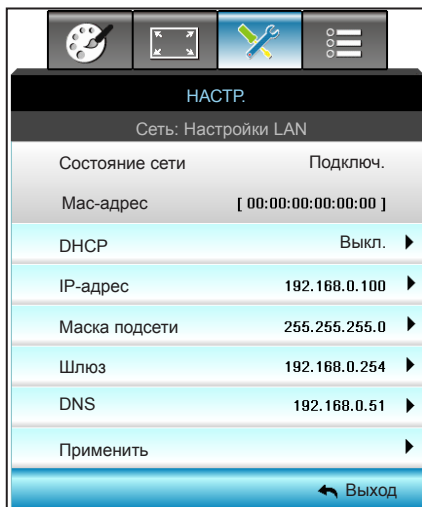 НАСТР.
Сеть: Настройки LAN
Состояние сети Подключ.
Mac-адрес [ 00:00:00:00:00:00 ]
DHCP Выкл.
IP-адрес 192.168.0.100
Маска подсети 255.255.255.0
Шлюз 192.168.0.254
DNS 192.168.0.51
Применить
Выход